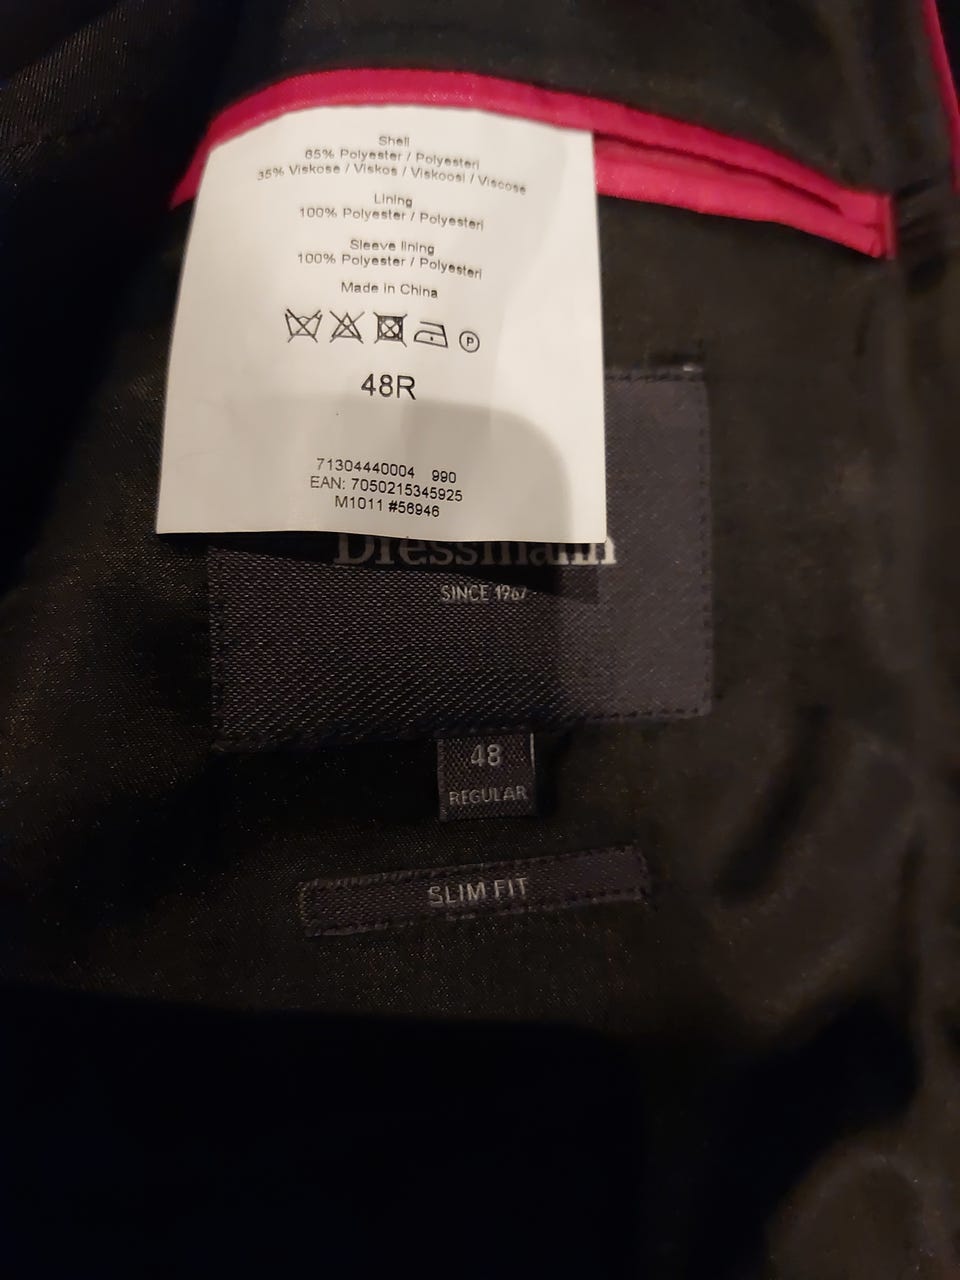 Shell
65% Polyester / Polyesteri
35% Viskose / Viskos / Viskoosi / Viscose
Lining
100% Polyester / Polyesteri
Sleeve lining
100% Polyester / Polyesteri
Made in China
P
48R
71304440004 990
EAN: 7050215345925
M1011 #56946
Dressmann
SINCE 1967
48
REGULAR
SLIM FIT